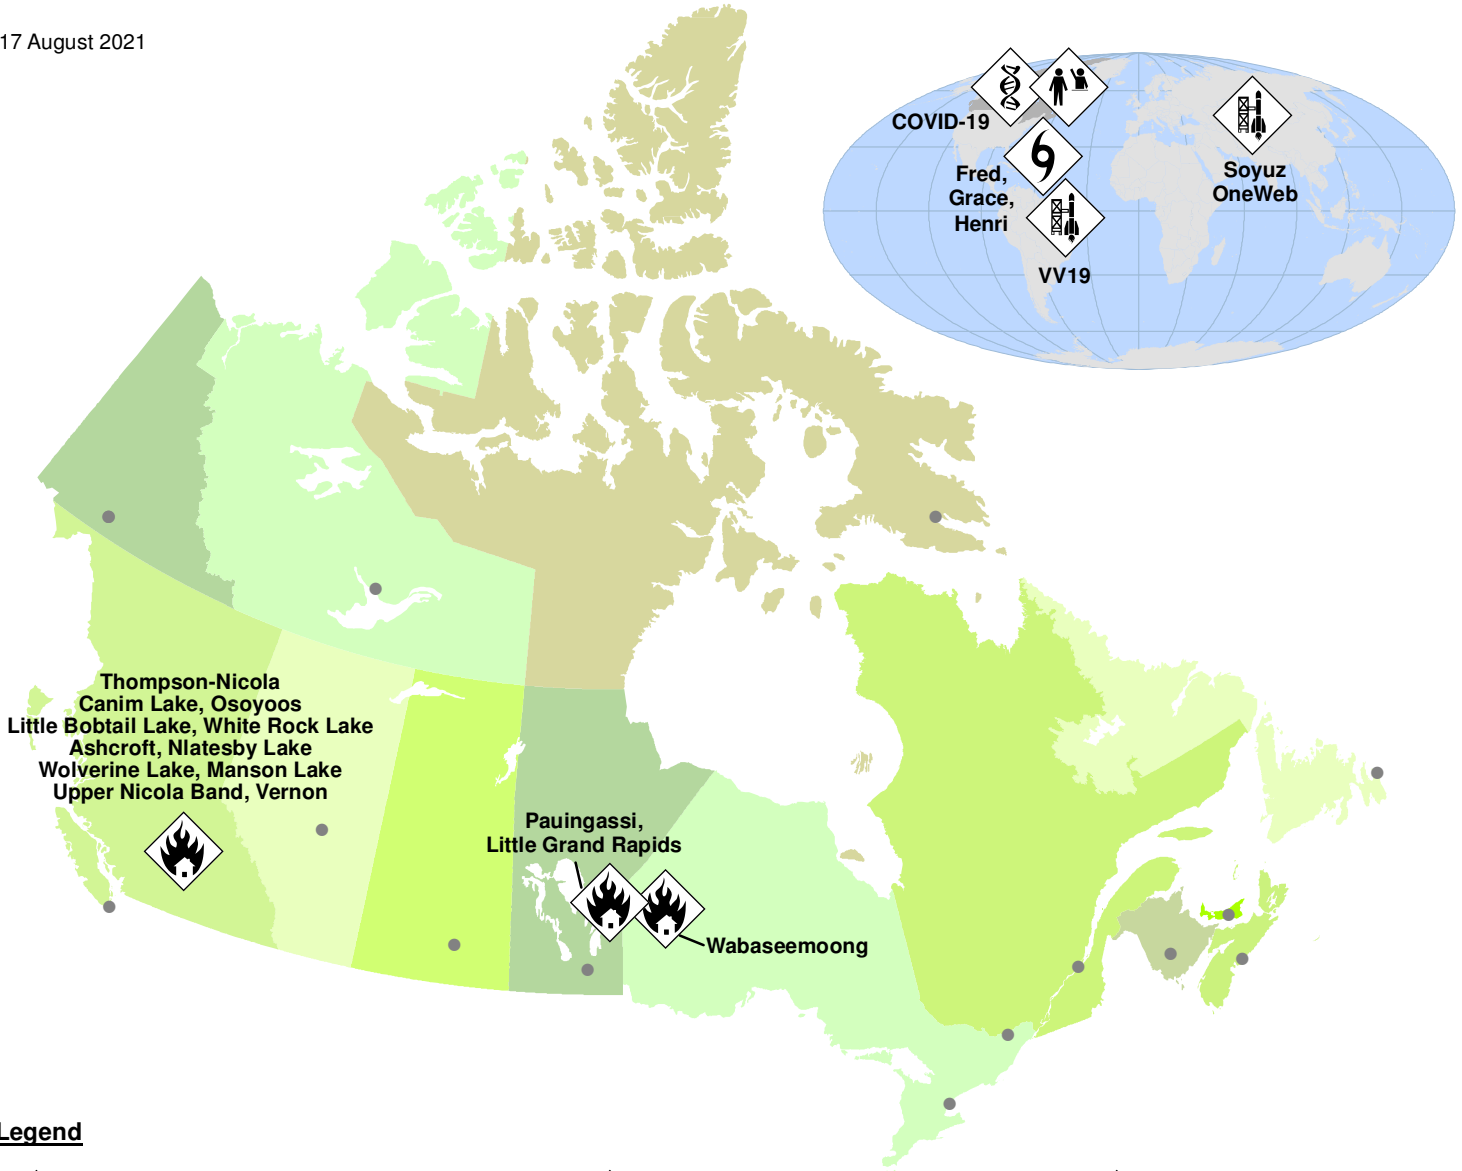 17 August 2021
COVID-19
Fred,
Grace,
Henri
VV19
Soyuz
OneWeb
Thompson-Nicola
Canim Lake, Osoyoos
Little Bobtail Lake, White Rock Lake
Ashcroft, Nlatesby Lake
Wolverine Lake, Manson Lake
Upper Nicola Band, Vernon
Pauingassi,
Little Grand Rapids
Wabaseemoong
Legend